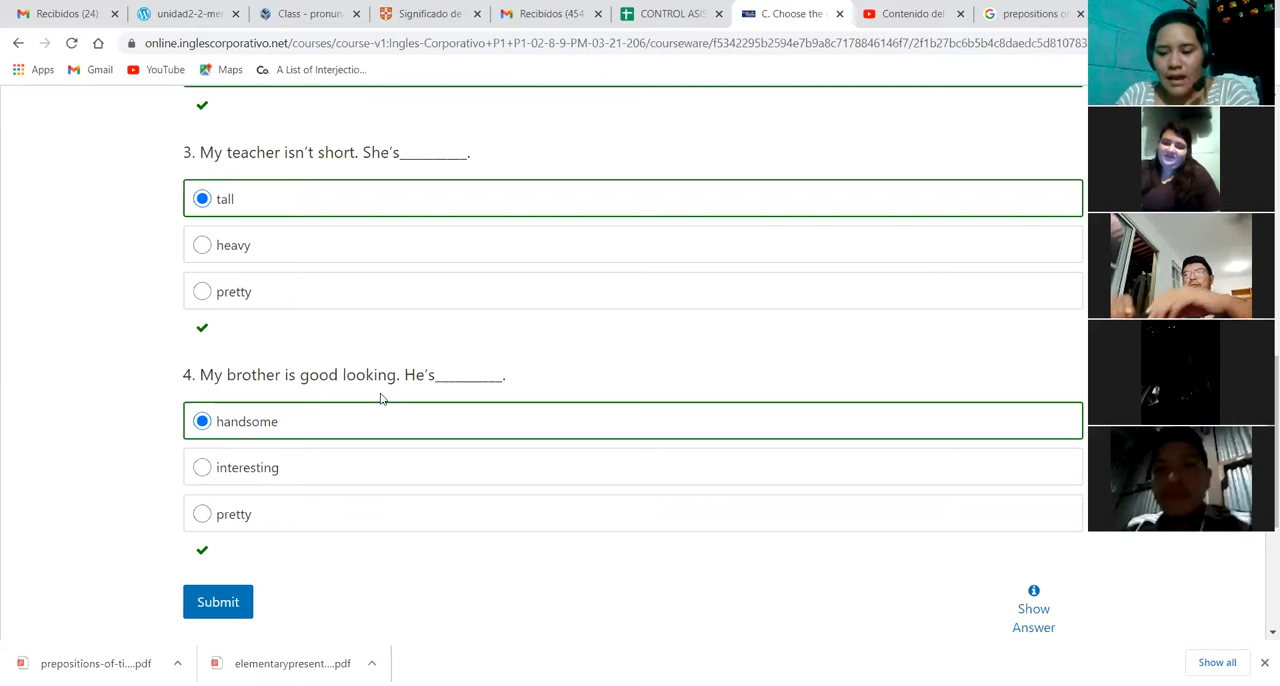 Recibidos (24)
unidad2-2-me
Class - pronun
Significado de
Recibidos (454
CONTROL ASIS
C. Choose the
Contenido del
prepositions o
online.inglescorporativo.net/courses/course-v1:Ingles-Corporativo+P1+P1-02-8-9-PM-03-21-206/courseware/f5342295b2594e7b9a8c7178846146f7/2f1b27bc6b5b4c8daedc5d810783
Apps
Gmail
YouTube
Maps
Co.
A List of Interjectio...
3. My teacher isn't short. She's__________.
tall
heavy
pretty
4. My brother is good looking. He's__________.
handsome
interesting
pretty
Submit
Show
Answer
prepositions-of-ti....pdf
elementarypresent....pdf
Show all